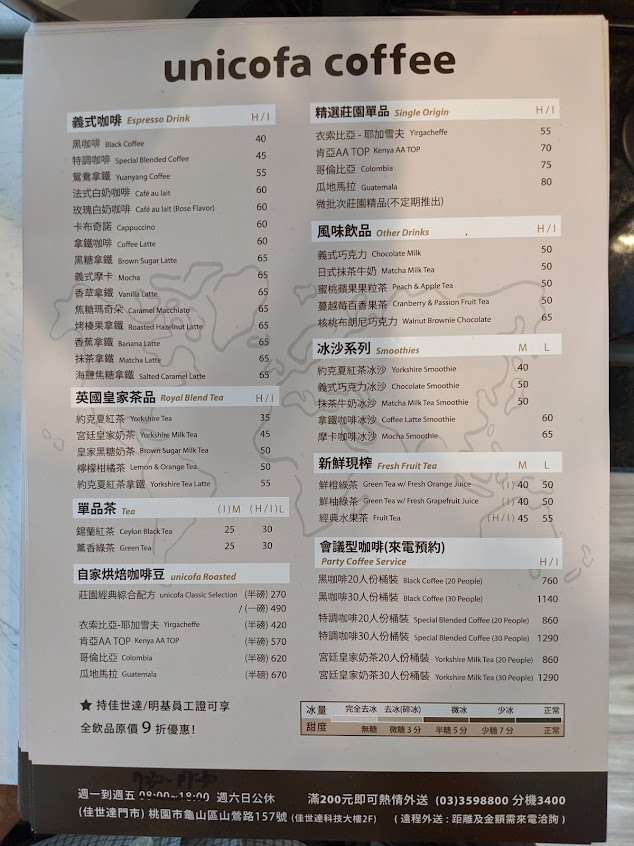 unicofa coffee
義式咖啡 Espresso Drink H / I
黑咖啡 Black Coffee 40
特調咖啡 Special Blended Coffee 45
鴛鴦拿鐵 Yuanyang Coffee 55
法式白奶咖啡 Café au lait 60
玫瑰白奶咖啡 Café au lait (Rose Flavor) 60
卡布奇諾 Cappuccino 60
拿鐵咖啡 Coffee Latte 60
黑糖拿鐵 Brown Sugar Latte 65
義式摩卡 Mocha 65
香草拿鐵 Vanilla Latte 65
焦糖瑪奇朵 Caramel Macchiato 65
烤榛果拿鐵 Roasted Hazelnut Latte 65
香蕉拿鐵 Banana Latte 65
抹茶拿鐵 Matcha Latte 65
海鹽焦糖拿鐵 Salted Caramel Latte 65
英國皇家茶品 Royal Blend Tea H / I
約克夏紅茶 Yorkshire Tea 35
宮廷皇家奶茶 Yorkshire Milk Tea 45
皇家黑糖奶茶 Brown Sugar Milk Tea 50
檸檬柑橘茶 Lemon & Orange Tea 50
約克夏紅茶拿鐵 Yorkshire Tea Latte 55
單品茶 Tea ( I ) M ( H / I ) L
錫蘭紅茶 Ceylon Black Tea 25 30
薰香綠茶 Green Tea 25 30
自家烘焙咖啡豆 unicofa Roasted
莊園經典綜合配方 unicofa Classic Selection (半磅) 270
/ (一磅) 490
衣索比亞-耶加雪夫 Yirgacheffe (半磅) 420
肯亞AA TOP Kenya AA TOP (半磅) 570
哥倫比亞 Colombia (半磅) 620
瓜地馬拉 Guatemala (半磅) 670
★ 持佳世達/明基員工證可享
全飲品原價 9 折優惠!
精選莊園單品 Single Origin H / I
衣索比亞 - 耶加雪夫 Yirgacheffe 55
肯亞AA TOP Kenya AA TOP 70
哥倫比亞 Colombia 75
瓜地馬拉 Guatemala 80
微批次莊園精品(不定期推出)
風味飲品 Other Drinks H / I
義式巧克力 Chocolate Milk 50
日式抹茶牛奶 Matcha Milk Tea 50
蜜桃蘋果果粒茶 Peach & Apple Tea 50
蔓越莓百香果茶 Cranberry & Passion Fruit Tea 50
核桃布朗尼巧克力 Walnut Brownie Chocolate 65
冰沙系列 Smoothies M L
約克夏紅茶冰沙 Yorkshire Smoothie 40
義式巧克力冰沙 Chocolate Smoothie 50
抹茶牛奶冰沙 Matcha Milk Tea Smoothie 50
拿鐵咖啡冰沙 Coffee Latte Smoothie 60
摩卡咖啡冰沙 Mocha Smoothie 65
新鮮現榨 Fresh Fruit Tea M L
鮮橙綠茶 Green Tea w/ Fresh Orange Juice ( I ) 40 50
鮮柚綠茶 Green Tea w/ Fresh Grapefruit Juice ( I ) 40 50
經典水果茶 Fruit Tea ( H / I ) 45 55
會議型咖啡(來電預約)
Party Coffee Service H / I
黑咖啡20人份桶裝 Black Coffee (20 People) 760
黑咖啡30人份桶裝 Black Coffee (30 People) 1140
特調咖啡20人份桶裝 Special Blended Coffee (20 People) 860
特調咖啡30人份桶裝 Special Blended Coffee (30 People) 1290
宮廷皇家奶茶20人份桶裝 Yorkshire Milk Tea (20 People) 860
宮廷皇家奶茶30人份桶裝 Yorkshire Milk Tea (30 People) 1290
冰量 完全去冰 去冰(碎冰) 微冰 少冰 正常
甜度 無糖 微糖 3 分 半糖 5 分 少糖 7 分 正常
週一到週五 08:00~18:00 週六日公休 滿200元即可熱情外送 (03)3598800 分機3400
(佳世達門市) 桃園市龜山區山鶯路157號 (佳世達科技大樓2F) ( 遠程外送 : 距離及金額需來電洽詢 )